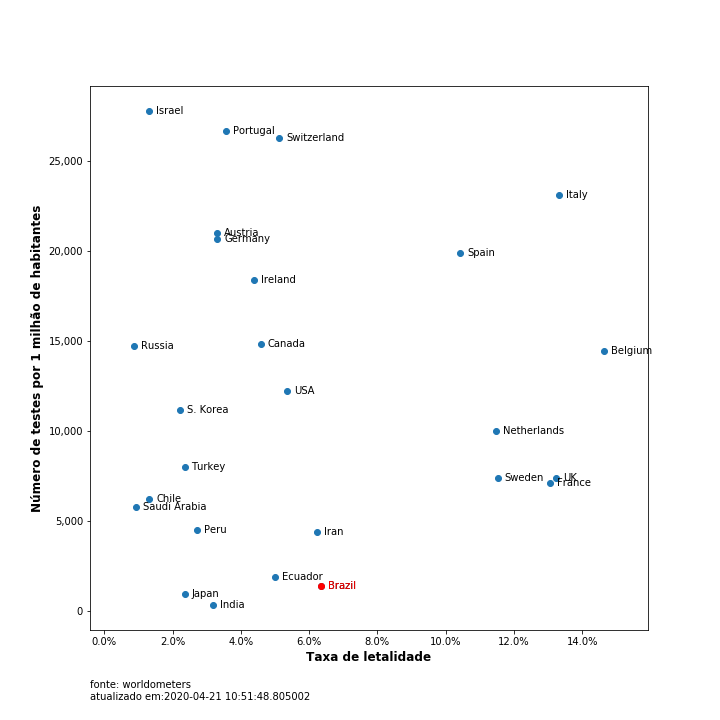 Israel
Portugal
Switzerland
25,000
Italy
Austria
Germany
20,000
Spain
Ireland
15,000
Russia
Canada
Belgium
USA
S. Korea
10,000
Netherlands
Turkey
Sweden
UK
France
Chile
Saudi Arabia
5,000
Peru
Iran
Ecuador
Brazil
Japan
India
0
Número de testes por 1 milhão de habitantes
0.0% 2.0% 4.0% 6.0% 8.0% 10.0% 12.0% 14.0%
Taxa de letalidade
fonte: worldometers
atualizado em:2020-04-21 10:51:48.805002